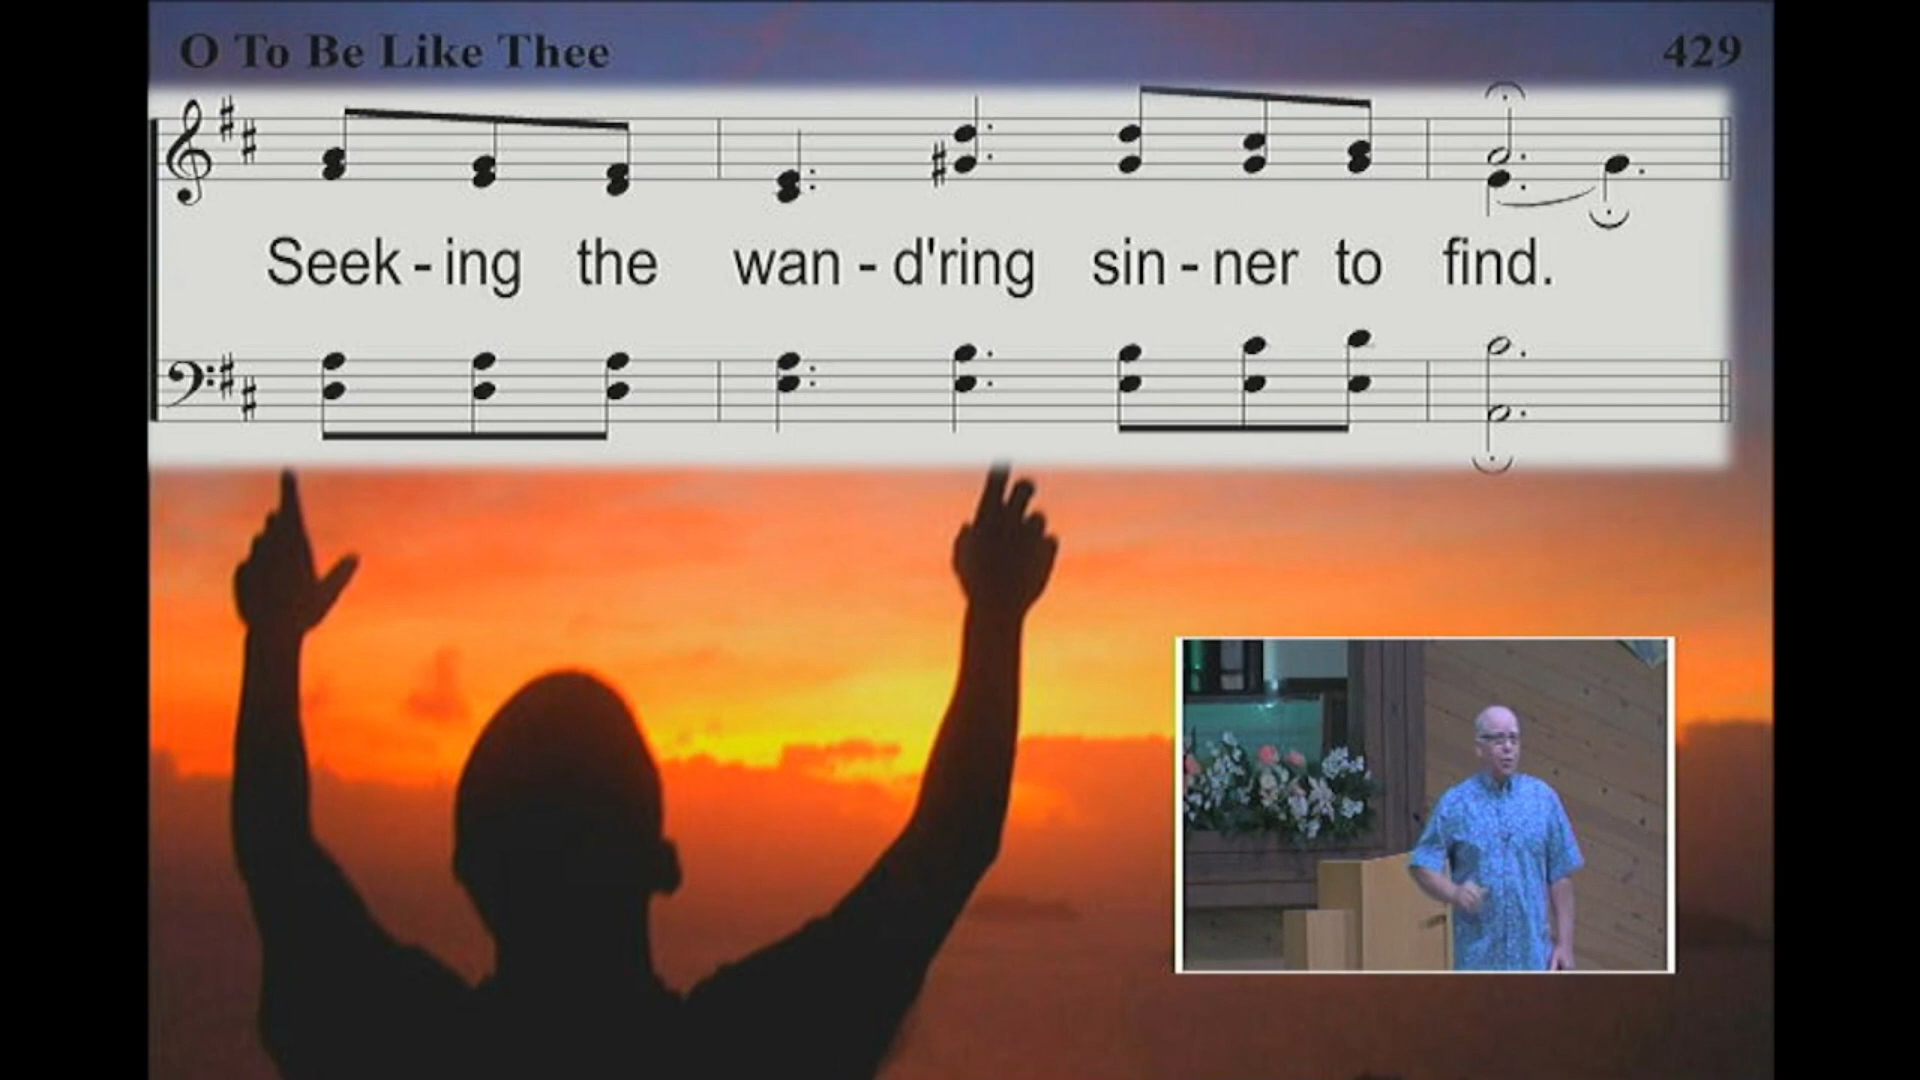 O To Be Like Thee 429
Seek - ing the wan - d'ring sin - ner to find.